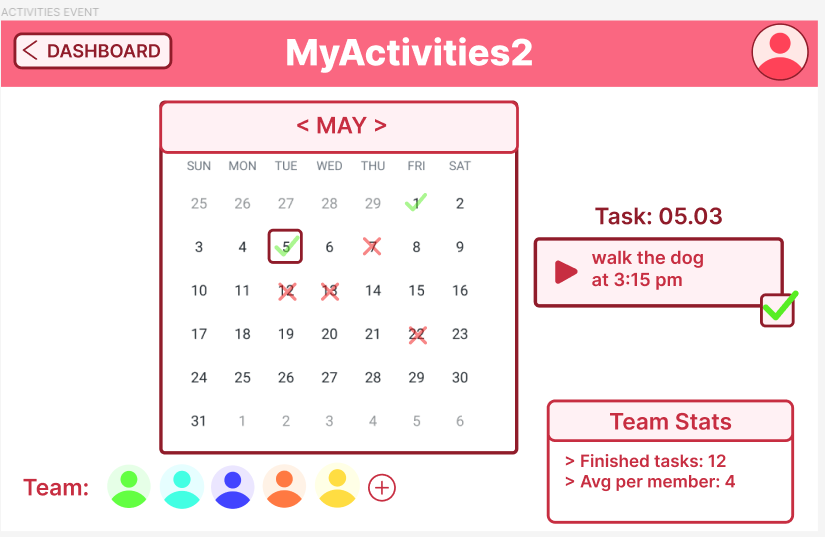 ACTIVITIES EVENT
< DASHBOARD
MyActivities2
< MAY >
SUN MON TUE WED THU FRI SAT
25 26 27 28 29 1 2
3 4 5 6 7 8 9
10 11 12 13 14 15 16
17 18 19 20 21 22 23
24 25 26 27 28 29 30
31 1 2 3 4 5 6
Task: 05.03
walk the dog
at 3:15 pm
Team Stats
> Finished tasks: 12
> Avg per member: 4
Team: